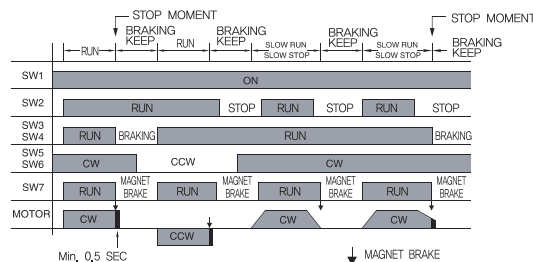 STOP MOMENT
STOP MOMENT
RUN
BRAKING KEEP
RUN
BRAKING KEEP
SLOW RUN
SLOW STOP
BRAKING KEEP
SLOW RUN
SLOW STOP
BRAKING KEEP
SW1
ON
SW2
RUN
STOP
RUN
STOP
RUN
STOP
SW3
SW4
RUN
BRAKING
RUN
BRAKING
SW5
SW6
CW
CCW
CW
SW7
RUN
MAGNET BRAKE
RUN
MAGNET BRAKE
RUN
MAGNET BRAKE
RUN
MAGNET BRAKE
MOTOR
CW
CCW
CW
CW
Min. 0.5 SEC
MAGNET BRAKE